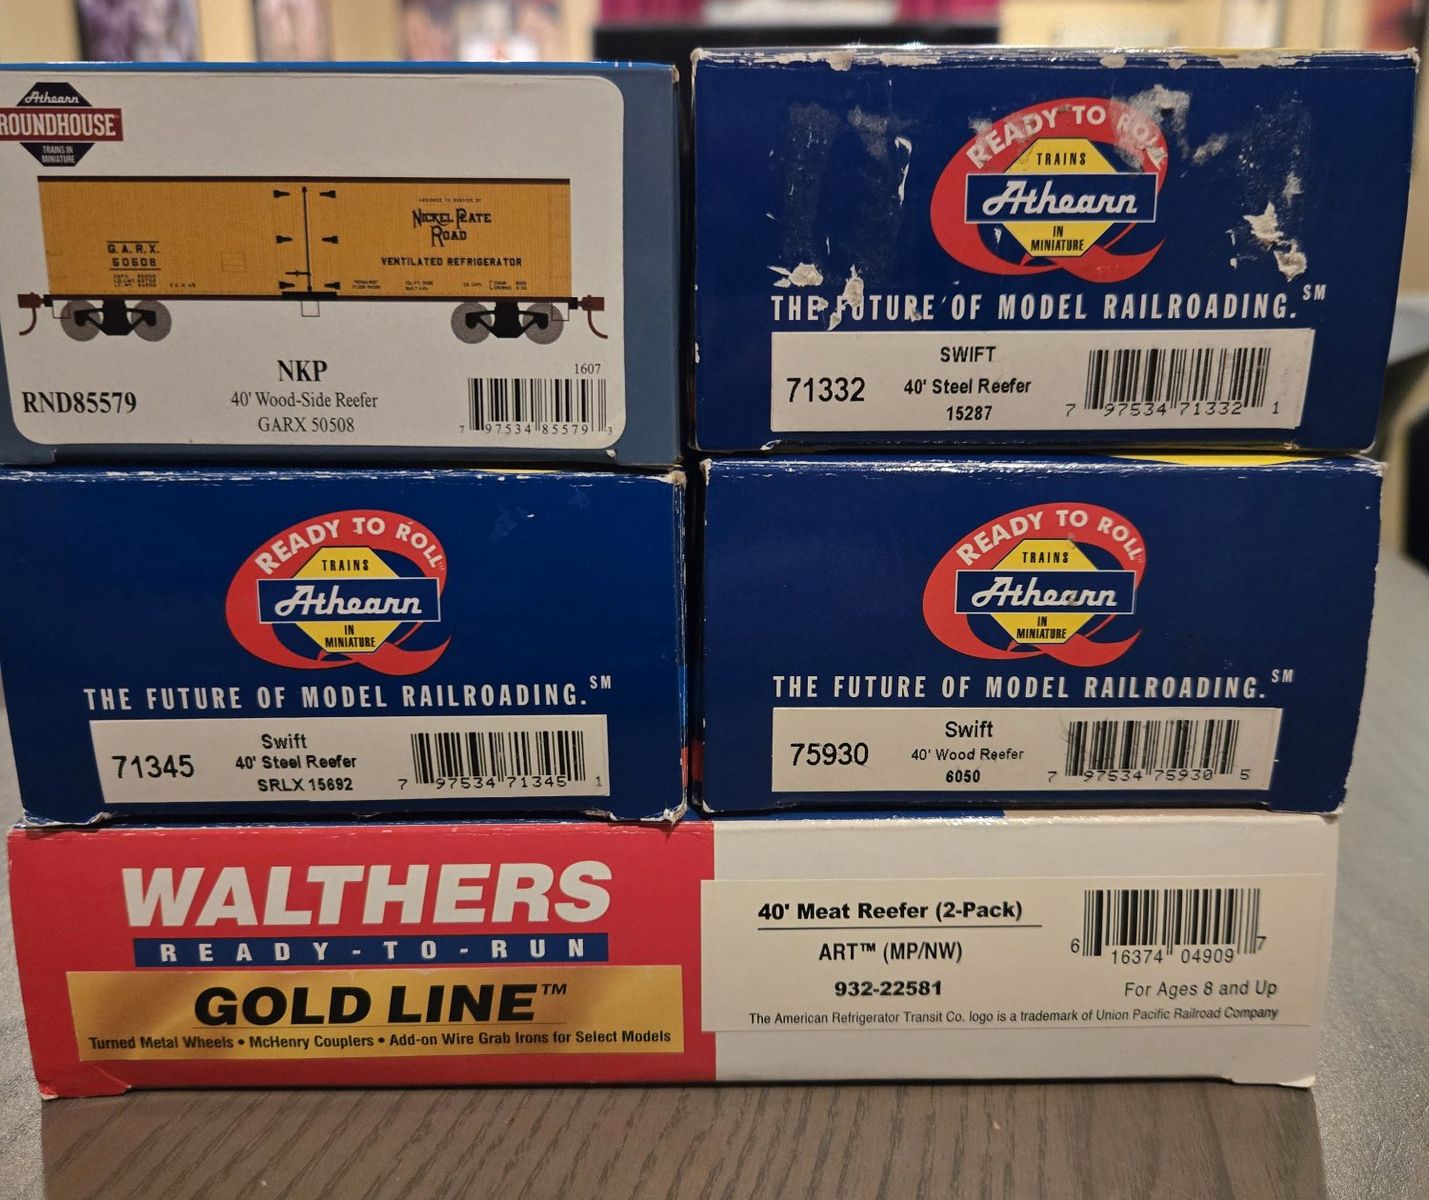 Athearn
ROUNDHOUSE
TRAINS IN
MINIATURE
NICKEL PLATE
ROAD
G.A.R.X.
50508
VENTILATED REFRIGERATOR
NKP
1607
RND85579
40' Wood-Side Reefer
GARX 50508
7 97534 85579 3
READY TO ROLL
TRAINS
Athearn
IN
MINIATURE
THE FUTURE OF MODEL RAILROADING.SM
SWIFT
71332
40' Steel Reefer
15287
7 97534 71332 1
READY TO ROLL
TRAINS
Athearn
IN
MINIATURE
THE FUTURE OF MODEL RAILROADING.SM
Swift
71345
40' Steel Reefer
SRLX 15692
7 97534 71345 1
READY TO ROLL
TRAINS
Athearn
IN
MINIATURE
THE FUTURE OF MODEL RAILROADING.SM
Swift
75930
40' Wood Reefer
6050
7 97534 75930 5
WALTHERS
READY-TO-RUN
GOLD LINE™
Turned Metal Wheels • McHenry Couplers • Add-on Wire Grab Irons for Select Models
40' Meat Reefer (2-Pack)
ART™ (MP/NW)
932-22581
6 16374 04909 7
For Ages 8 and Up
The American Refrigerator Transit Co. logo is a trademark of Union Pacific Railroad Company